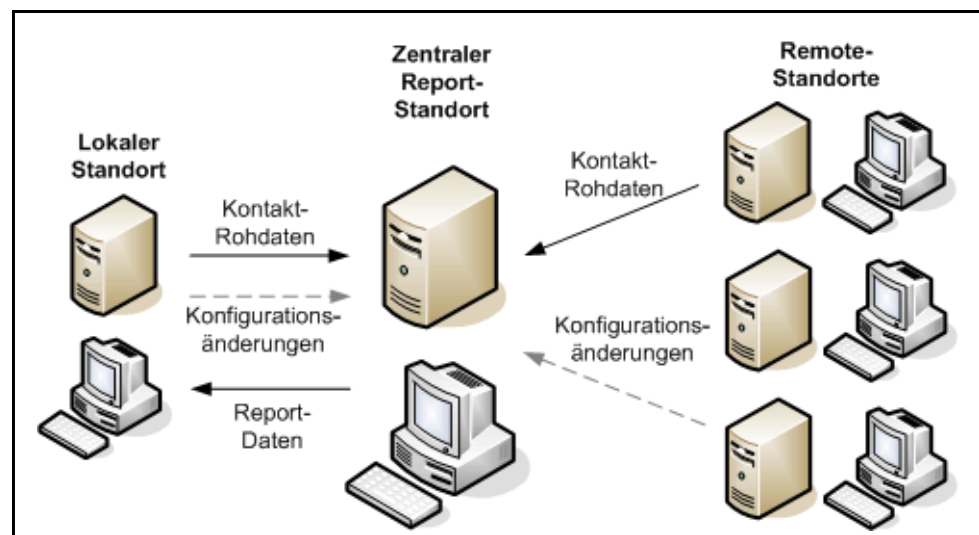 Zentraler
Report-
Standort
Remote-
Standorte
Lokaler
Standort
Kontakt-
Rohdaten
Kontakt-
Rohdaten
Konfigurations-
änderungen
Konfigurations-
änderungen
Report-
Daten